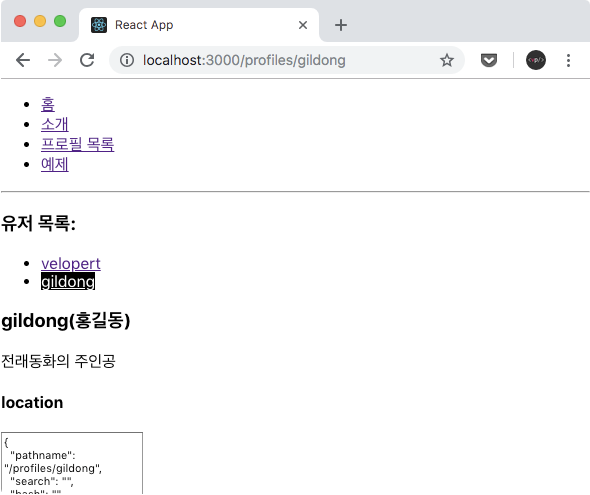 React App
localhost:3000/profiles/gildong
홈
소개
프로필 목록
예제
유저 목록:
velopert
gildong
gildong(홍길동)
전래동화의 주인공
location
{
"pathname":
"/profiles/gildong",
"search": "",
"hash": "",